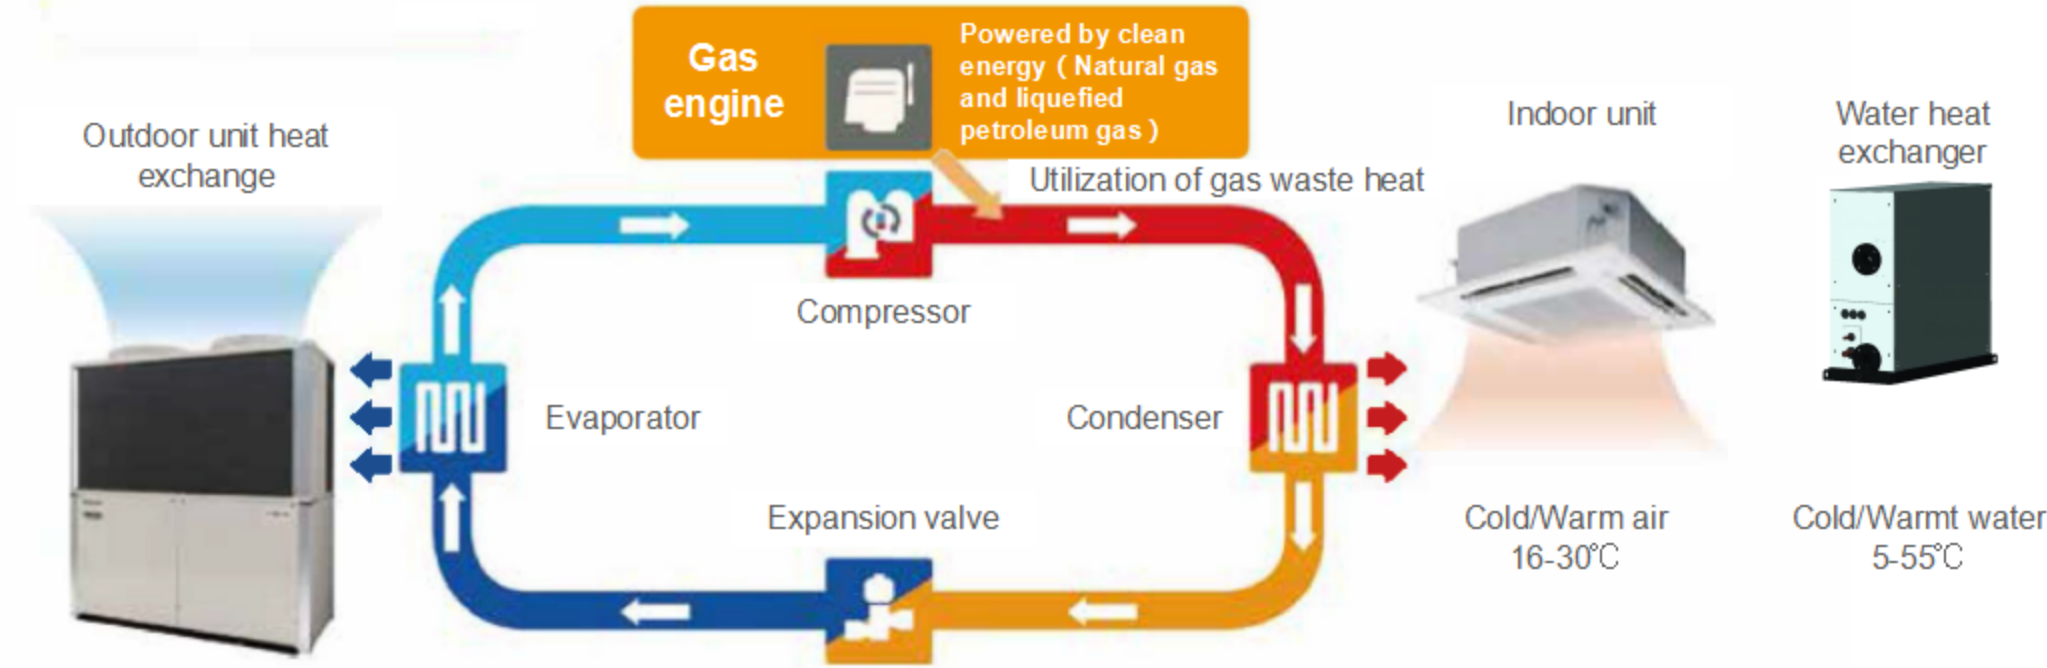 Gas
engine
Powered by clean
energy ( Natural gas
and liquefied
petroleum gas )
Outdoor unit heat
exchange
Utilization of gas waste heat
Indoor unit
Water heat
exchanger
Compressor
Evaporator
Condenser
Expansion valve
Cold/Warm air
16-30℃
Cold/Warmt water
5-55℃